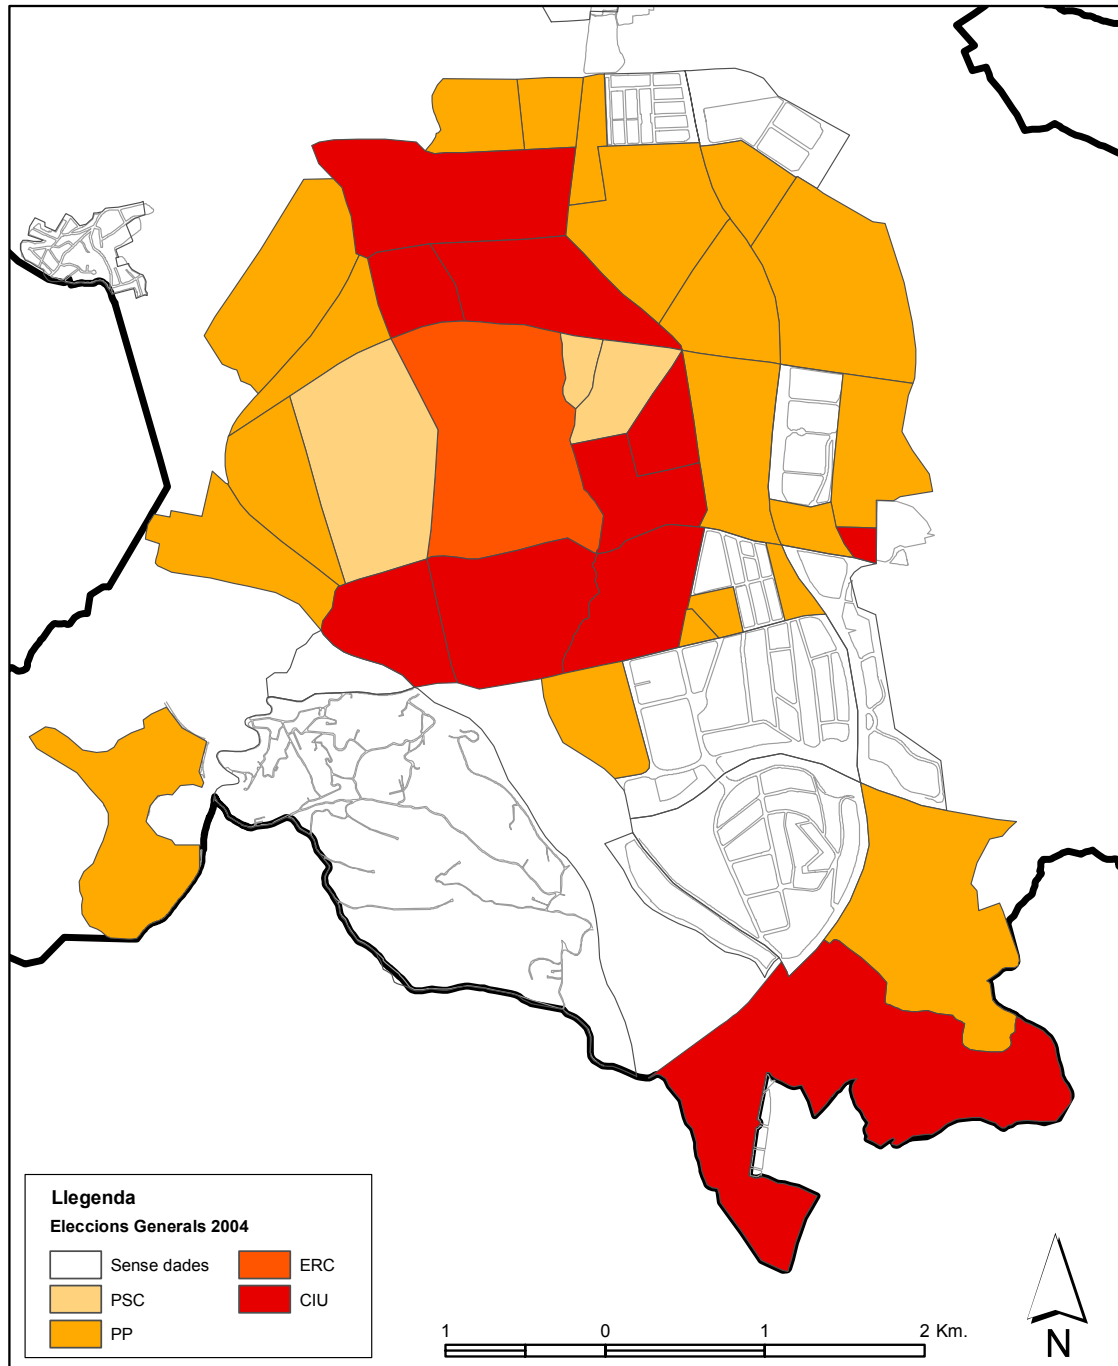 Llegenda
Eleccions Generals 2004
Sense dades
PSC
PP
ERC
CIU
1 0 1 2 Km.
N